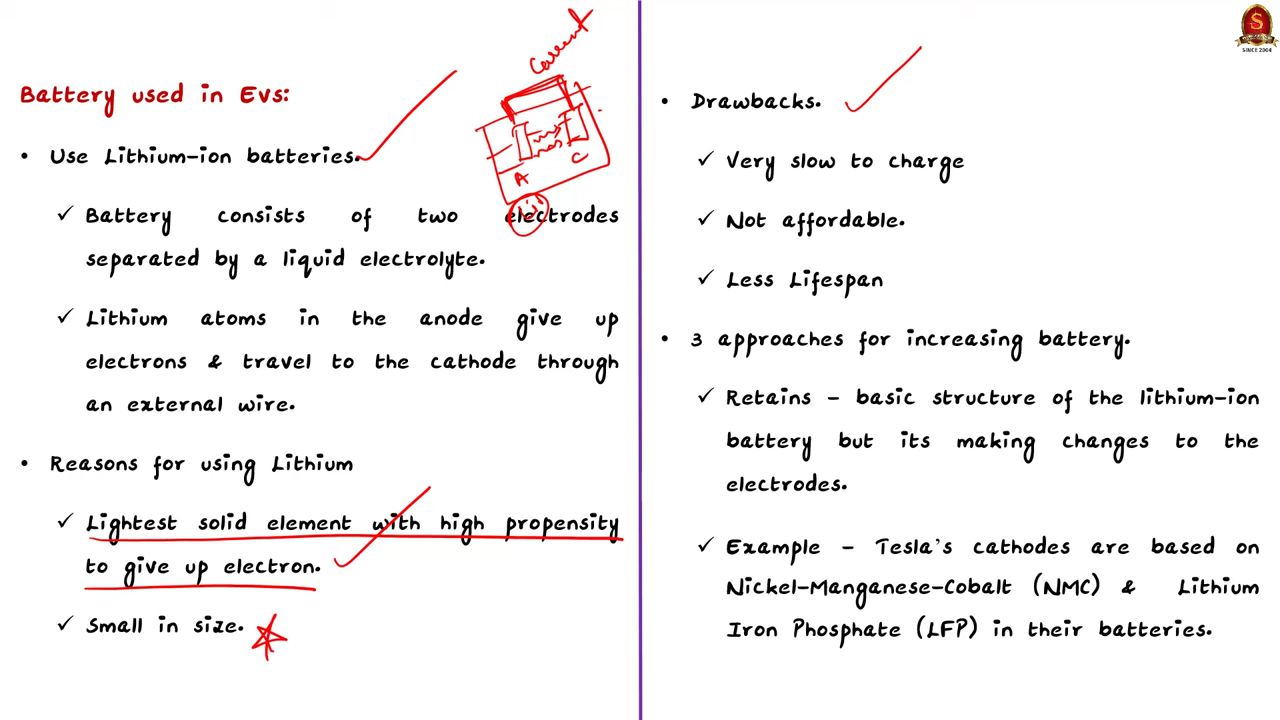 Battery used in EVs:
• Use Lithium-ion batteries.
✓ Battery consists of two electrodes
separated by a liquid electrolyte.
✓ Lithium atoms in the anode give up
electrons & travel to the cathode through
an external wire.
• Reasons for using Lithium
✓ Lightest solid element with high propensity
to give up electron.
✓ Small in size.
Current
A
C
• Drawbacks.
✓ Very slow to charge
✓ Not affordable.
✓ Less Lifespan
• 3 approaches for increasing battery.
✓ Retains – basic structure of the lithium-ion
battery but its making changes to the
electrodes.
✓ Example – Tesla's cathodes are based on
Nickel-Manganese-Cobalt (NMC) & Lithium
Iron Phosphate (LFP) in their batteries.
S
SINCE 2004